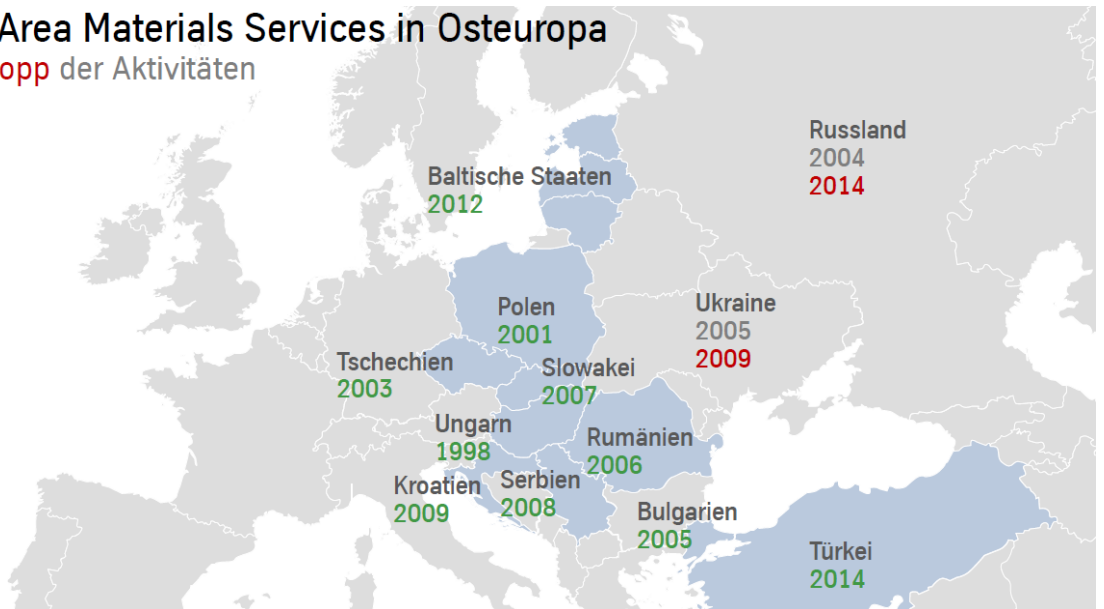 Area Materials Services in Osteuropa
opp der Aktivitäten
Russland
2004
2014
Baltische Staaten
2012
Polen
2001
Ukraine
2005
2009
Tschechien
2003
Slowakei
2007
Ungarn
1998
Rumänien
2006
Kroatien
2009
Serbien
2008
Bulgarien
2005
Türkei
2014